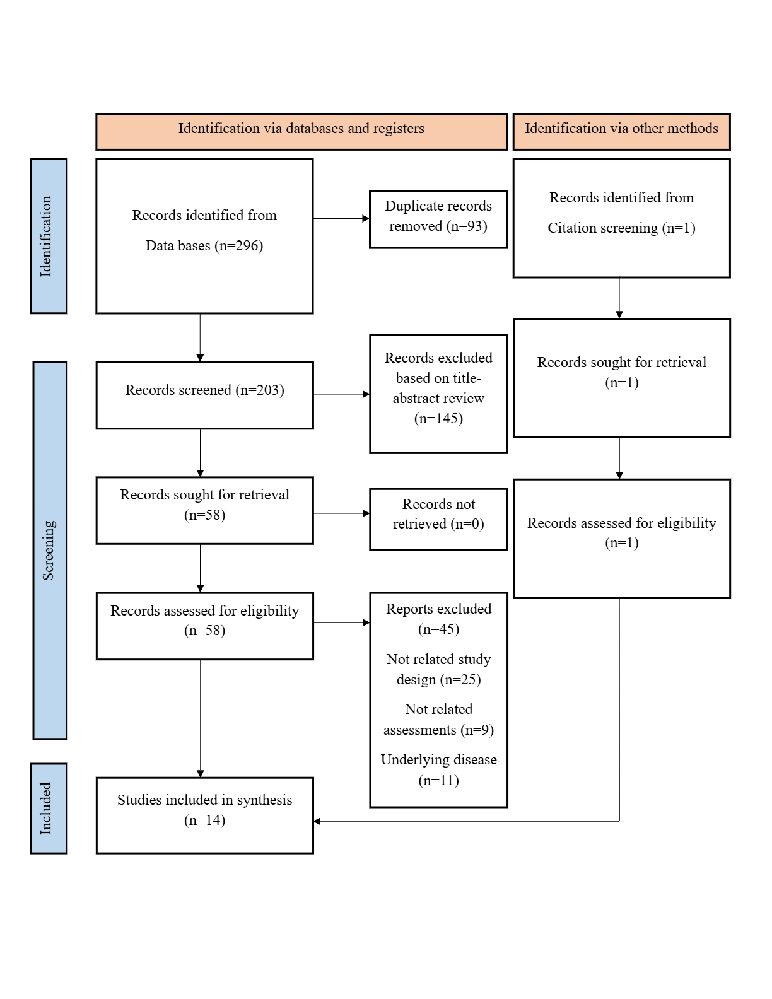 Identification via databases and registers
Identification via other methods
Identification
Records identified from
Data bases (n=296)
Duplicate records
removed (n=93)
Records identified from
Citation screening (n=1)
Screening
Records screened (n=203)
Records excluded
based on title-
abstract review
(n=145)
Records sought for retrieval
(n=1)
Records sought for retrieval
(n=58)
Records not
retrieved (n=0)
Records assessed for eligibility
(n=1)
Records assessed for eligibility
(n=58)
Reports excluded
(n=45)
Not related study
design (n=25)
Not related
assessments (n=9)
Underlying disease
(n=11)
Included
Studies included in synthesis
(n=14)